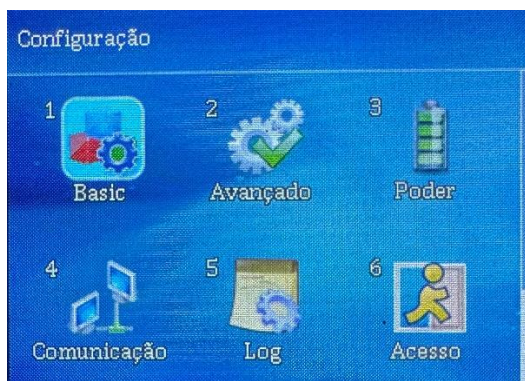 Configuração
1 2 3
Basic Avançado Poder
4 5 6
Comunicação Log Acesso